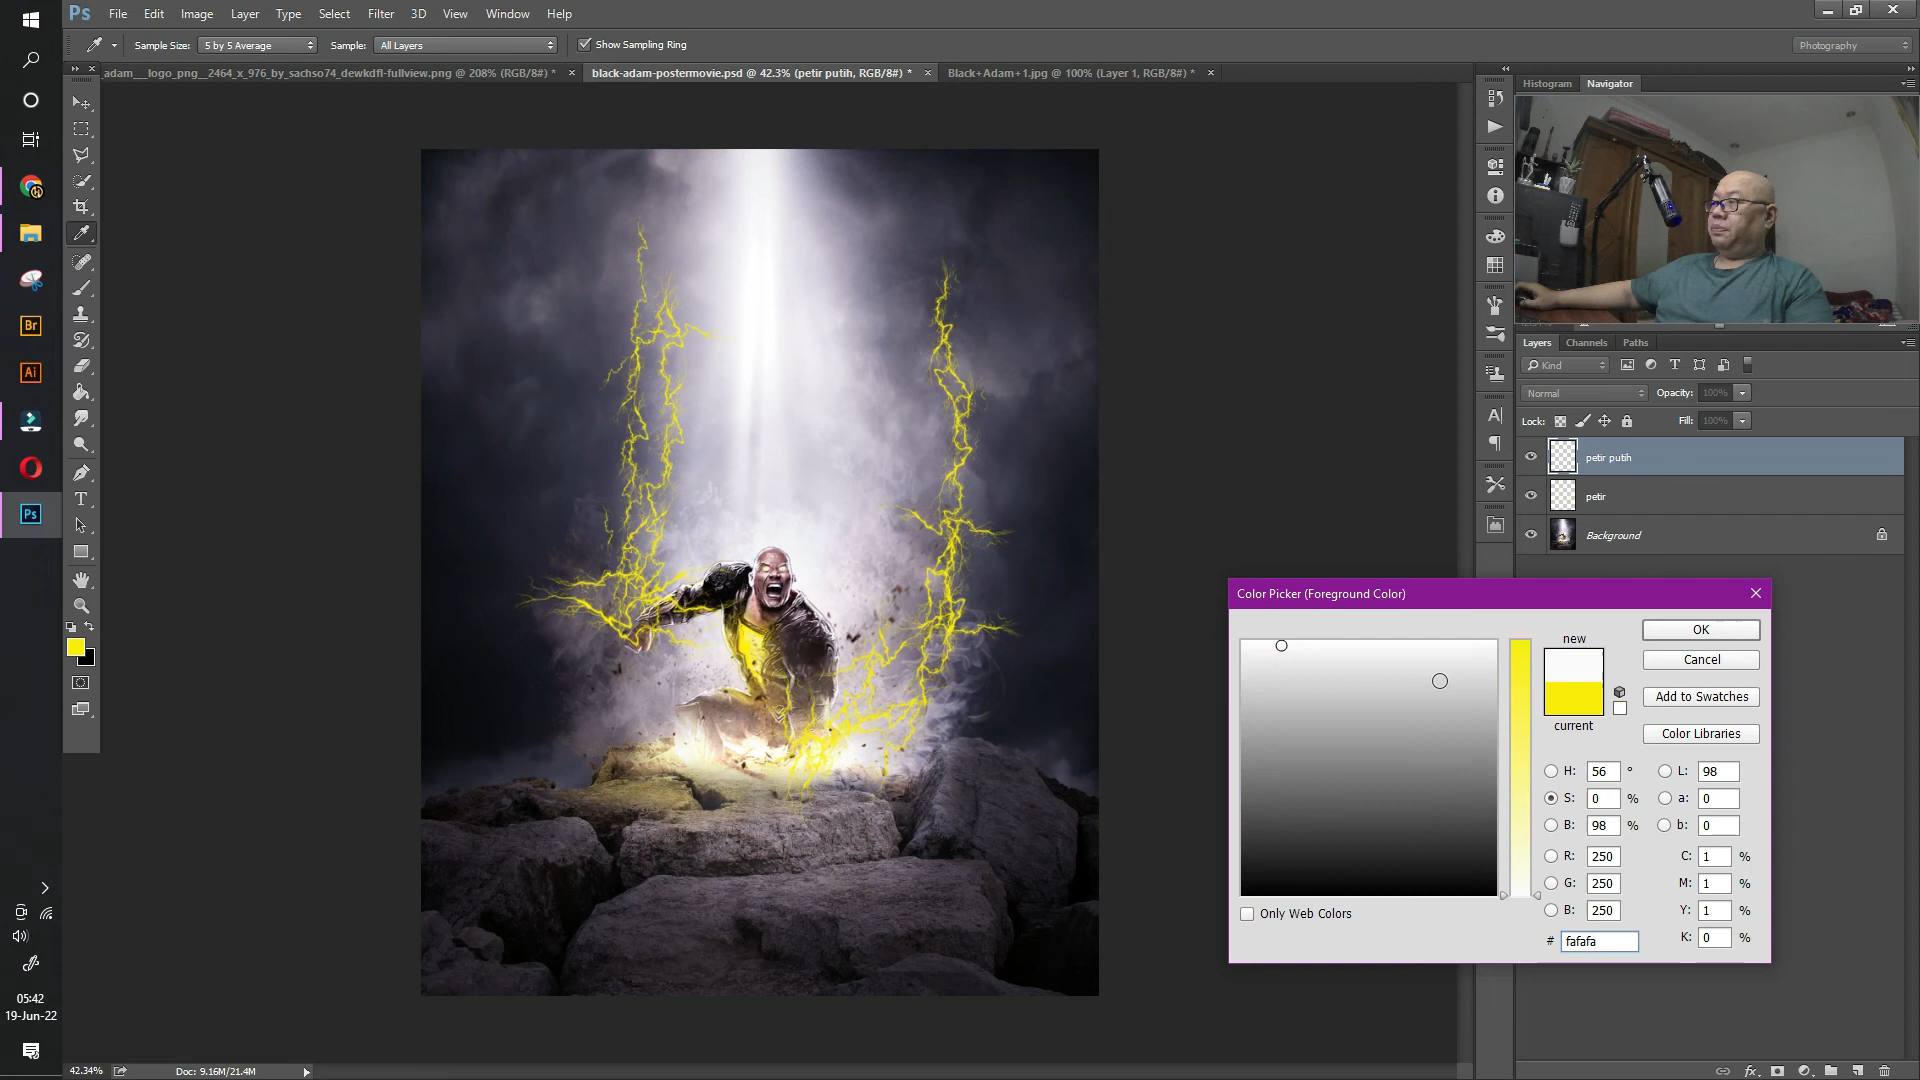 Ps File Edit Image Layer Type Select Filter 3D View Window Help
Sample Size: 5 by 5 Average Sample: All Layers Show Sampling Ring Photography
_adam__logo_png__2464_x_976_by_sachso74_dewkdfl-fullview.png @ 208% (RGB/8#) * black-adam-postermovie.psd @ 42.3% (petir putih, RGB/8#) * Black+Adam+1.jpg @ 100% (Layer 1, RGB/8#) *
Histogram Navigator
Layers Channels Paths
Kind
Normal Opacity: 100%
Lock: Fill: 100%
petir putih
petir
Background
Color Picker (Foreground Color)
new
current
OK
Cancel
Add to Swatches
Color Libraries
H: 56 ° L: 98
S: 0 % a: 0
B: 98 % b: 0
R: 250 C: 1 %
G: 250 M: 1 %
B: 250 Y: 1 %
# fafafa K: 0 %
Only Web Colors
Br
Ai
Ps
05:42
19-Jun-22
42.34% Doc: 9.16M/21.4M